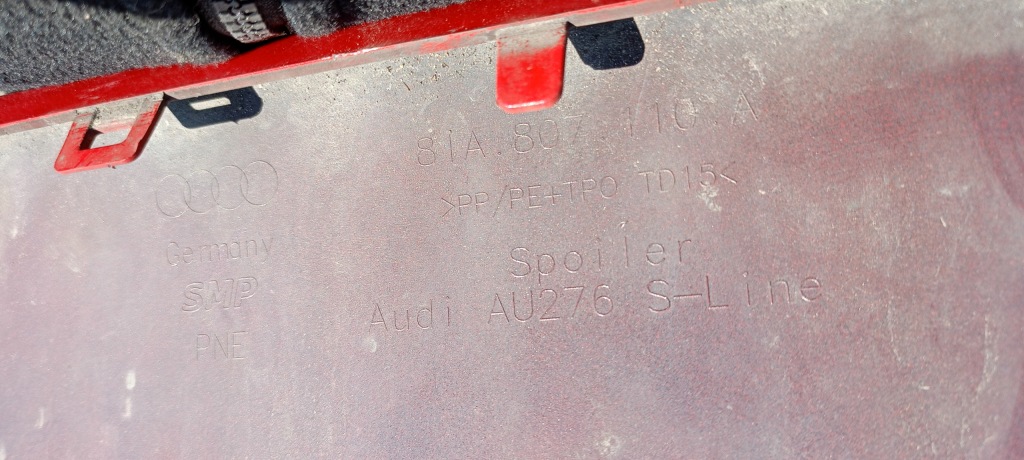 81A.807.110.A
>PP/PE+TPO TD15<
Germany
Spoiler
SMP
Audi AU276 S-Line
PNE